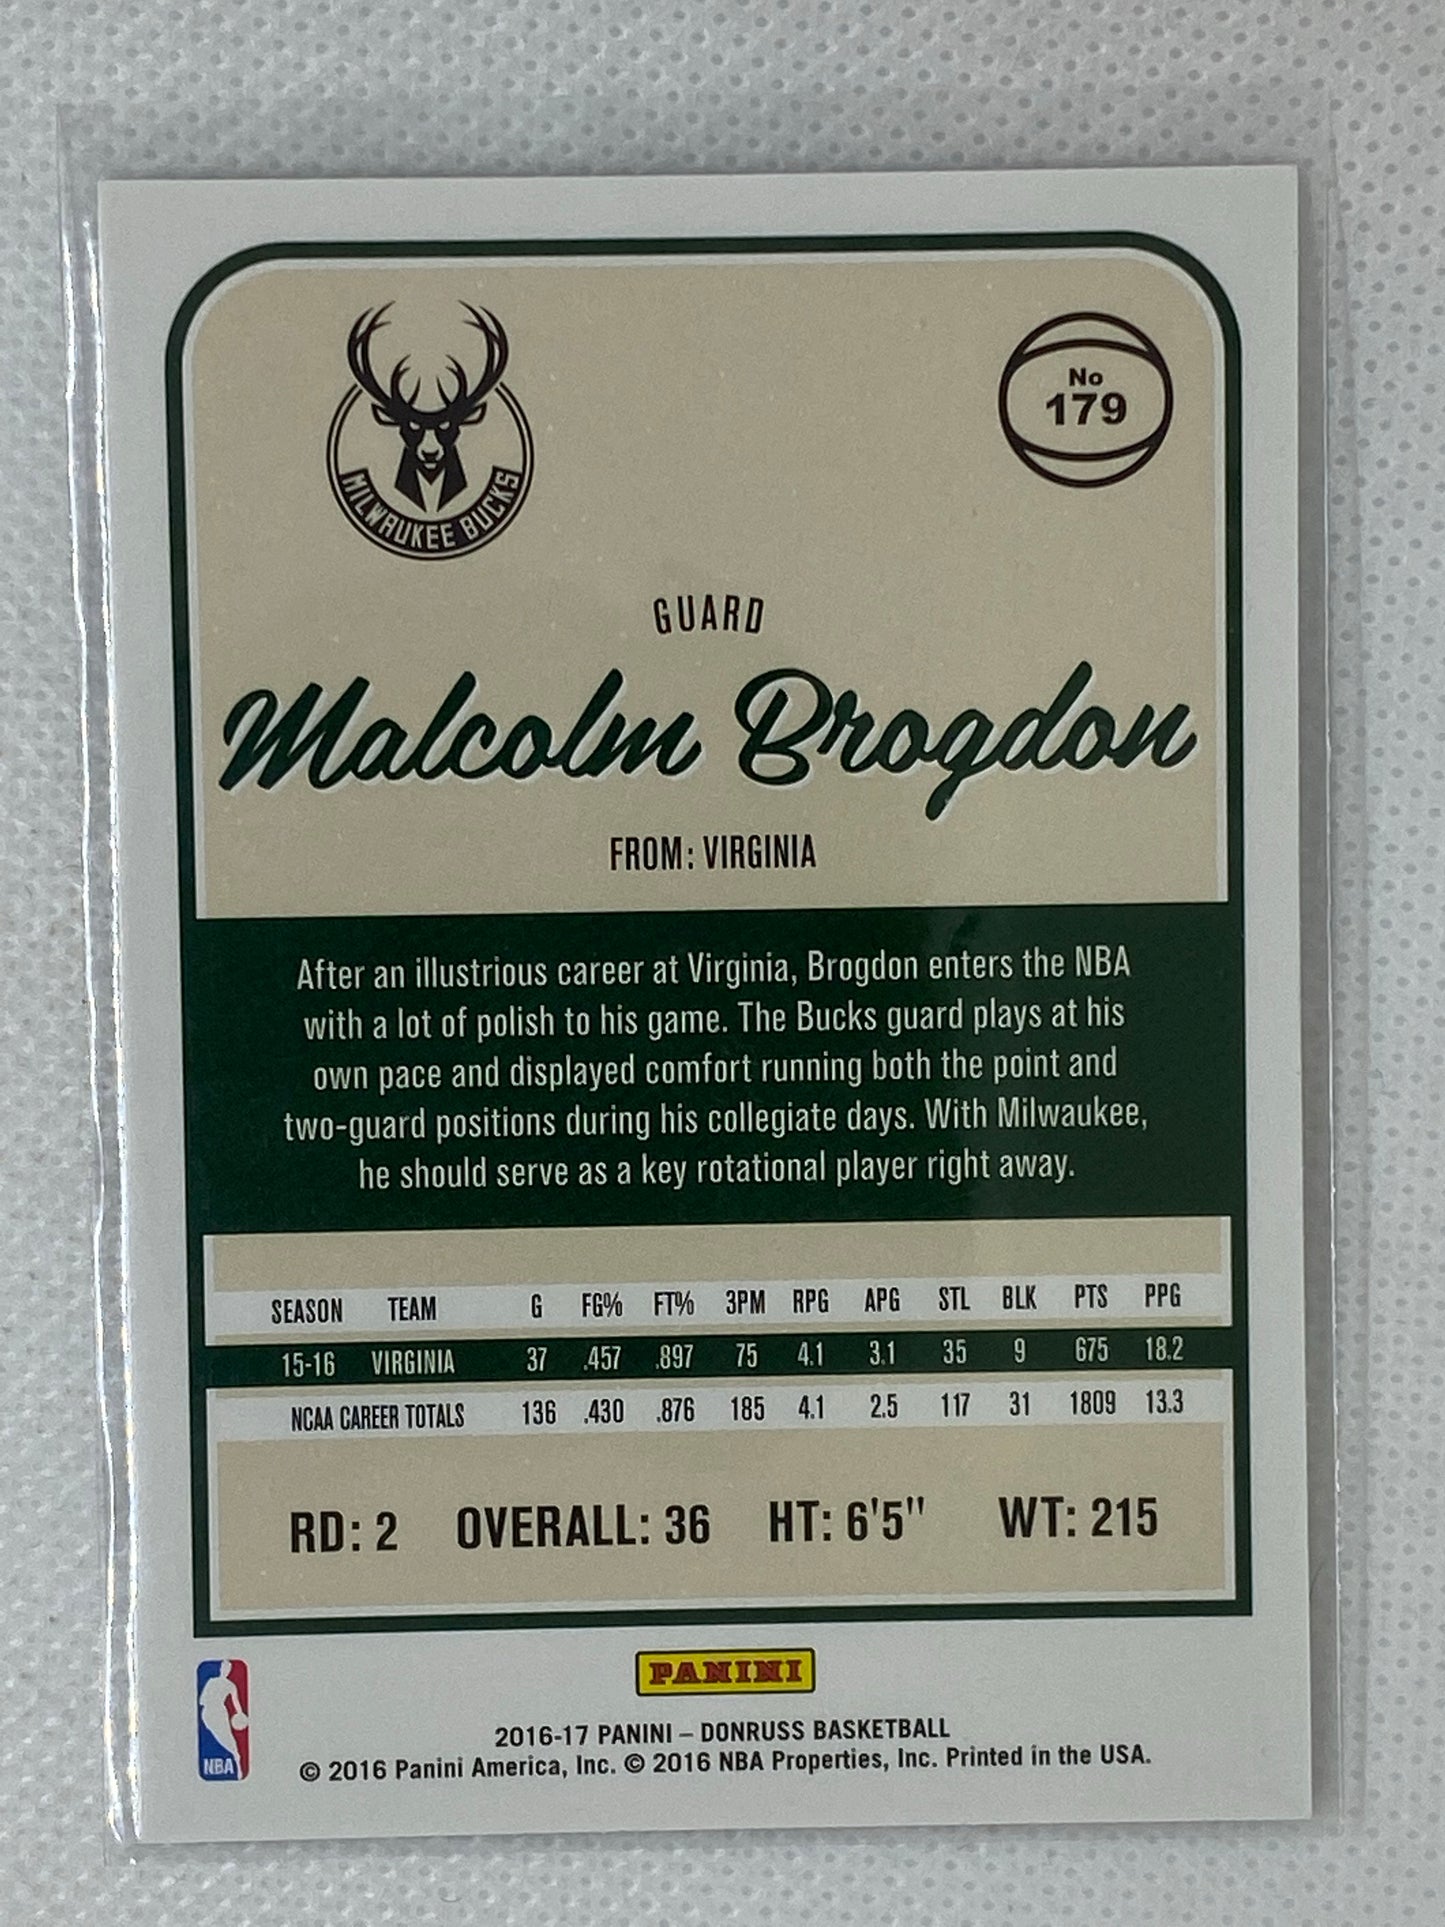 MILWAUKEE BUCKS
No
179
GUARD
Malcolm Brogdon
FROM: VIRGINIA
After an illustrious career at Virginia, Brogdon enters the NBA
with a lot of polish to his game. The Bucks guard plays at his
own pace and displayed comfort running both the point and
two-guard positions during his collegiate days. With Milwaukee,
he should serve as a key rotational player right away.
SEASON TEAM G FG% FT% 3PM RPG APG STL BLK PTS PPG
15-16 VIRGINIA 37 .457 .897 75 4.1 3.1 35 9 675 18.2
NCAA CAREER TOTALS 136 .430 .876 185 4.1 2.5 117 31 1809 13.3
RD: 2 OVERALL: 36 HT: 6'5" WT: 215
PANINI
NBA
2016-17 PANINI – DONRUSS BASKETBALL
© 2016 Panini America, Inc. © 2016 NBA Properties, Inc. Printed in the USA.